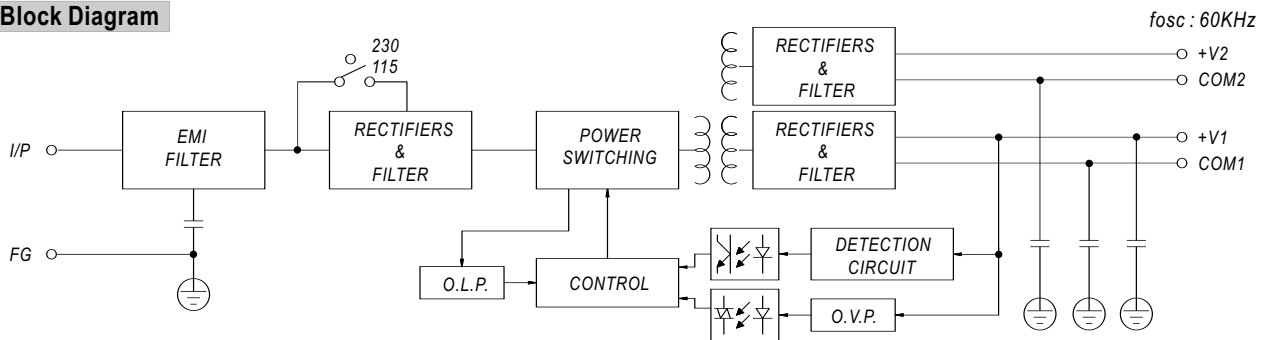 Block Diagram
fosc : 60KHz
230
115
I/P
EMI
FILTER
RECTIFIERS
&
FILTER
POWER
SWITCHING
RECTIFIERS
&
FILTER
+V2
COM2
RECTIFIERS
&
FILTER
+V1
COM1
FG
O.L.P.
CONTROL
DETECTION
CIRCUIT
O.V.P.